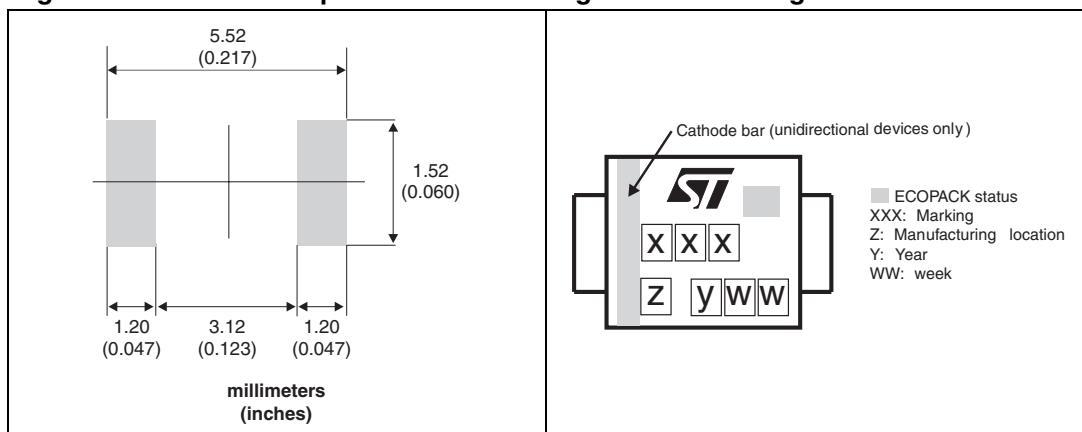 5.52
(0.217)
1.52
(0.060)
1.20
(0.047)
3.12
(0.123)
1.20
(0.047)
millimeters
(inches)
Cathode bar (unidirectional devices only )
ST
x x x
z y w w
ECOPACK status
XXX: Marking
Z: Manufacturing location
Y: Year
WW: week